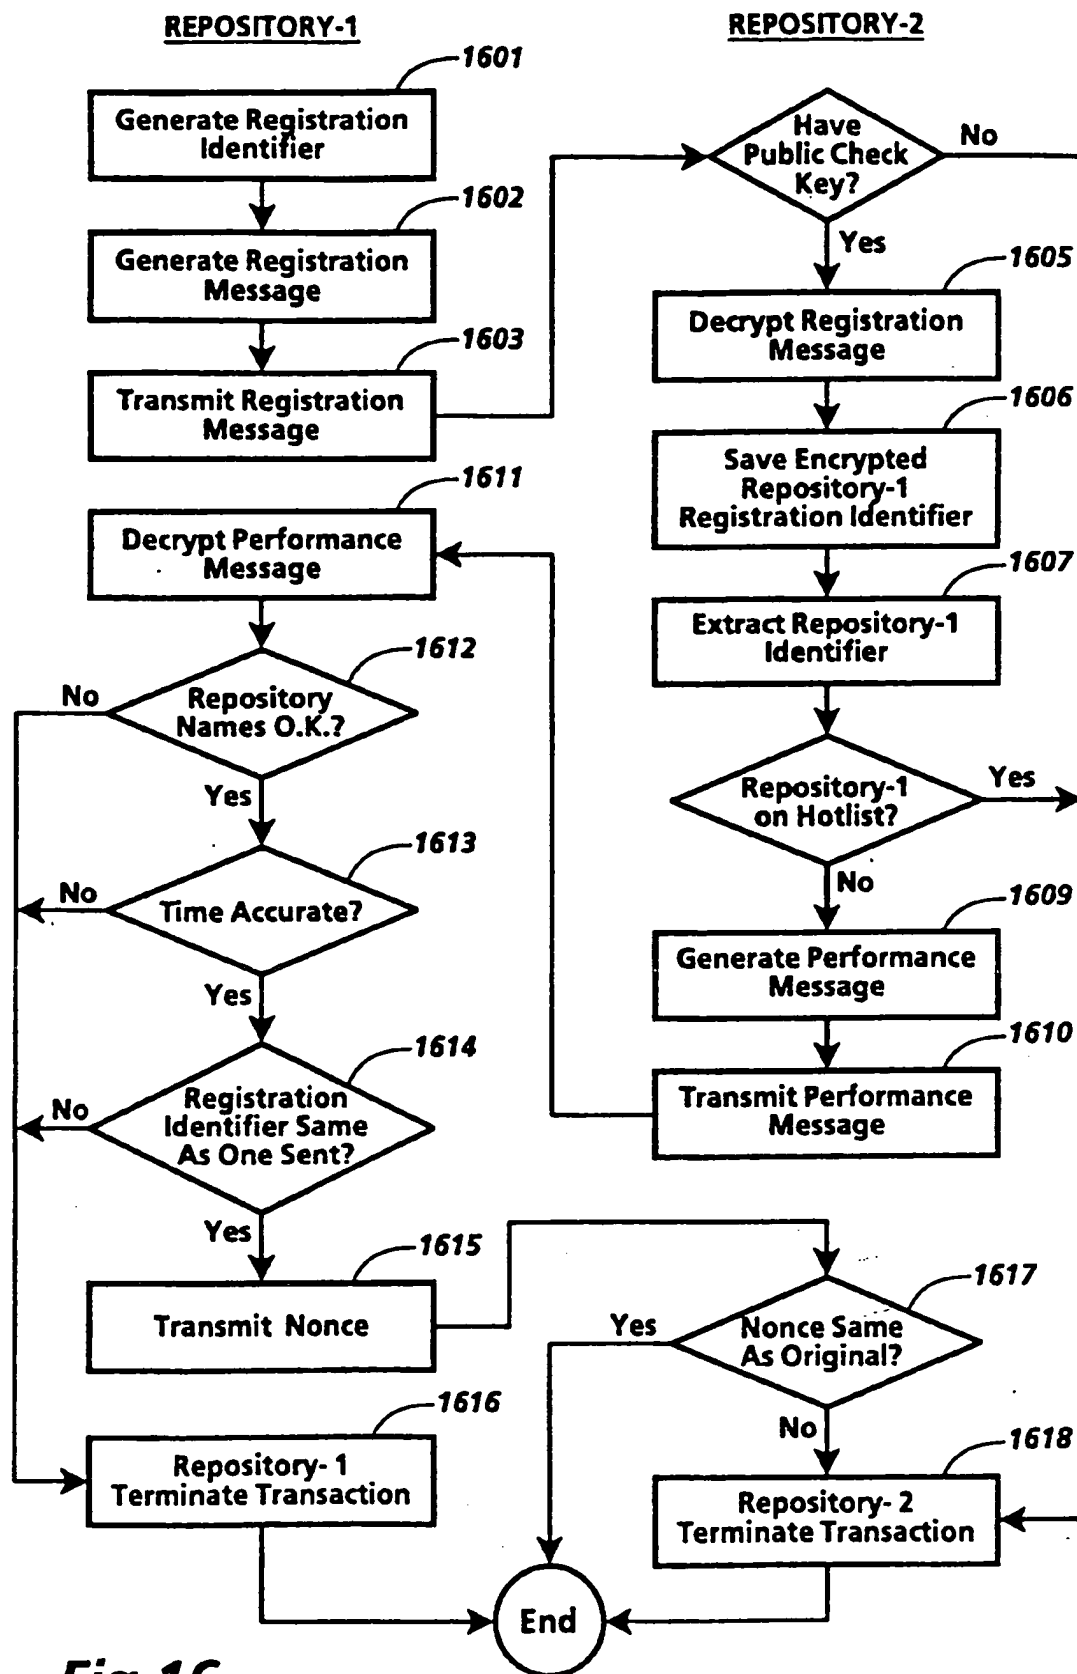 REPOSITORY-1
1601
Generate Registration
Identifier
1602
Generate Registration
Message
1603
Transmit Registration
Message
1611
Decrypt Performance
Message
1612
Repository
Names O.K.?
No
Yes
1613
Time Accurate?
No
Yes
1614
Registration
Identifier Same
As One Sent?
No
Yes
1615
Transmit Nonce
1616
Repository- 1
Terminate Transaction
REPOSITORY-2
Have
Public Check
Key?
No
Yes
1605
Decrypt Registration
Message
1606
Save Encrypted
Repository-1
Registration Identifier
1607
Extract Repository-1
Identifier
Repository-1
on Hotlist?
Yes
No
1609
Generate Performance
Message
1610
Transmit Performance
Message
1617
Nonce Same
As Original?
Yes
No
1618
Repository- 2
Terminate Transaction
End
Fig.16